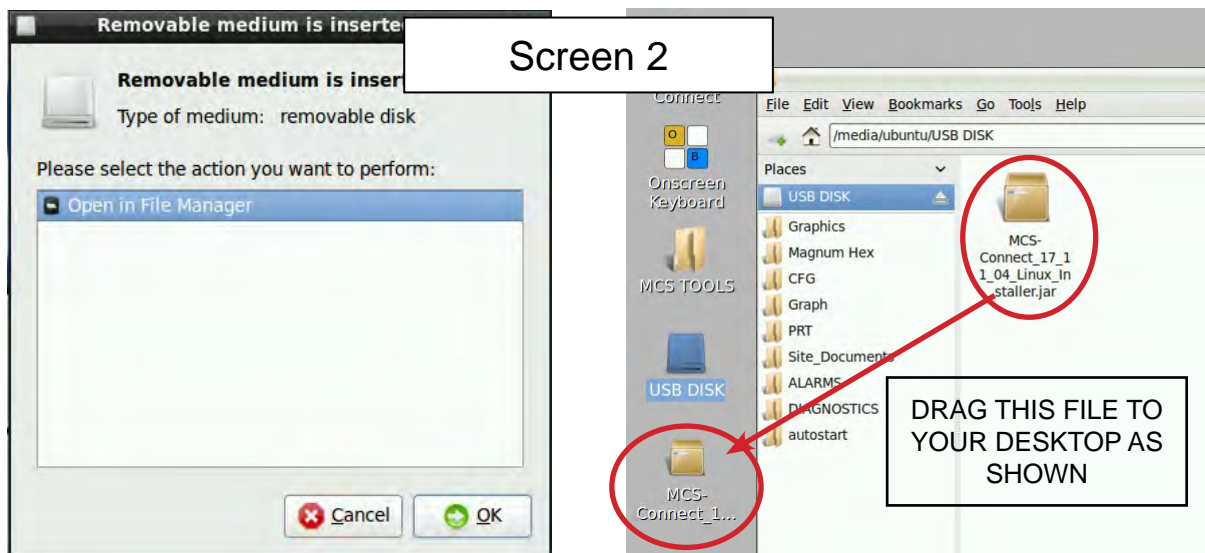 Removable medium is inserte
Screen 2
Removable medium is inser
Type of medium: removable disk
Please select the action you want to perform:
Open in File Manager
Cancel
OK
Connect
O
B
Onscreen
Keyboard
MCS TOOLS
USB DISK
MCS-
Connect_1...
File Edit View Bookmarks Go Tools Help
/media/ubuntu/USB DISK
Places
USB DISK
Graphics
Magnum Hex
CFG
Graph
PRT
Site_Documents
ALARMS
DIAGNOSTICS
autostart
MCS-
Connect_17_1
1_04_Linux_In
staller.jar
DRAG THIS FILE TO
YOUR DESKTOP AS
SHOWN